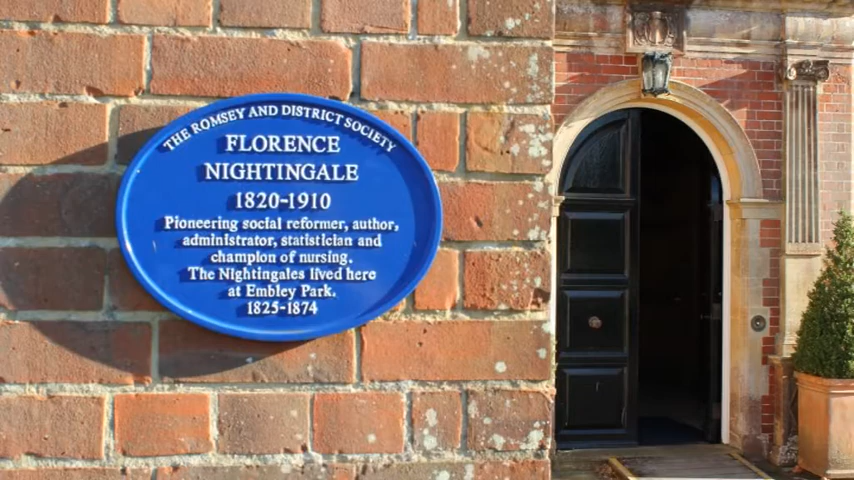 THE ROMSEY AND DISTRICT SOCIETY
FLORENCE
NIGHTINGALE
1820-1910
Pioneering social reformer, author,
administrator, statistician and
champion of nursing.
The Nightingales lived here
at Embley Park.
1825-1874